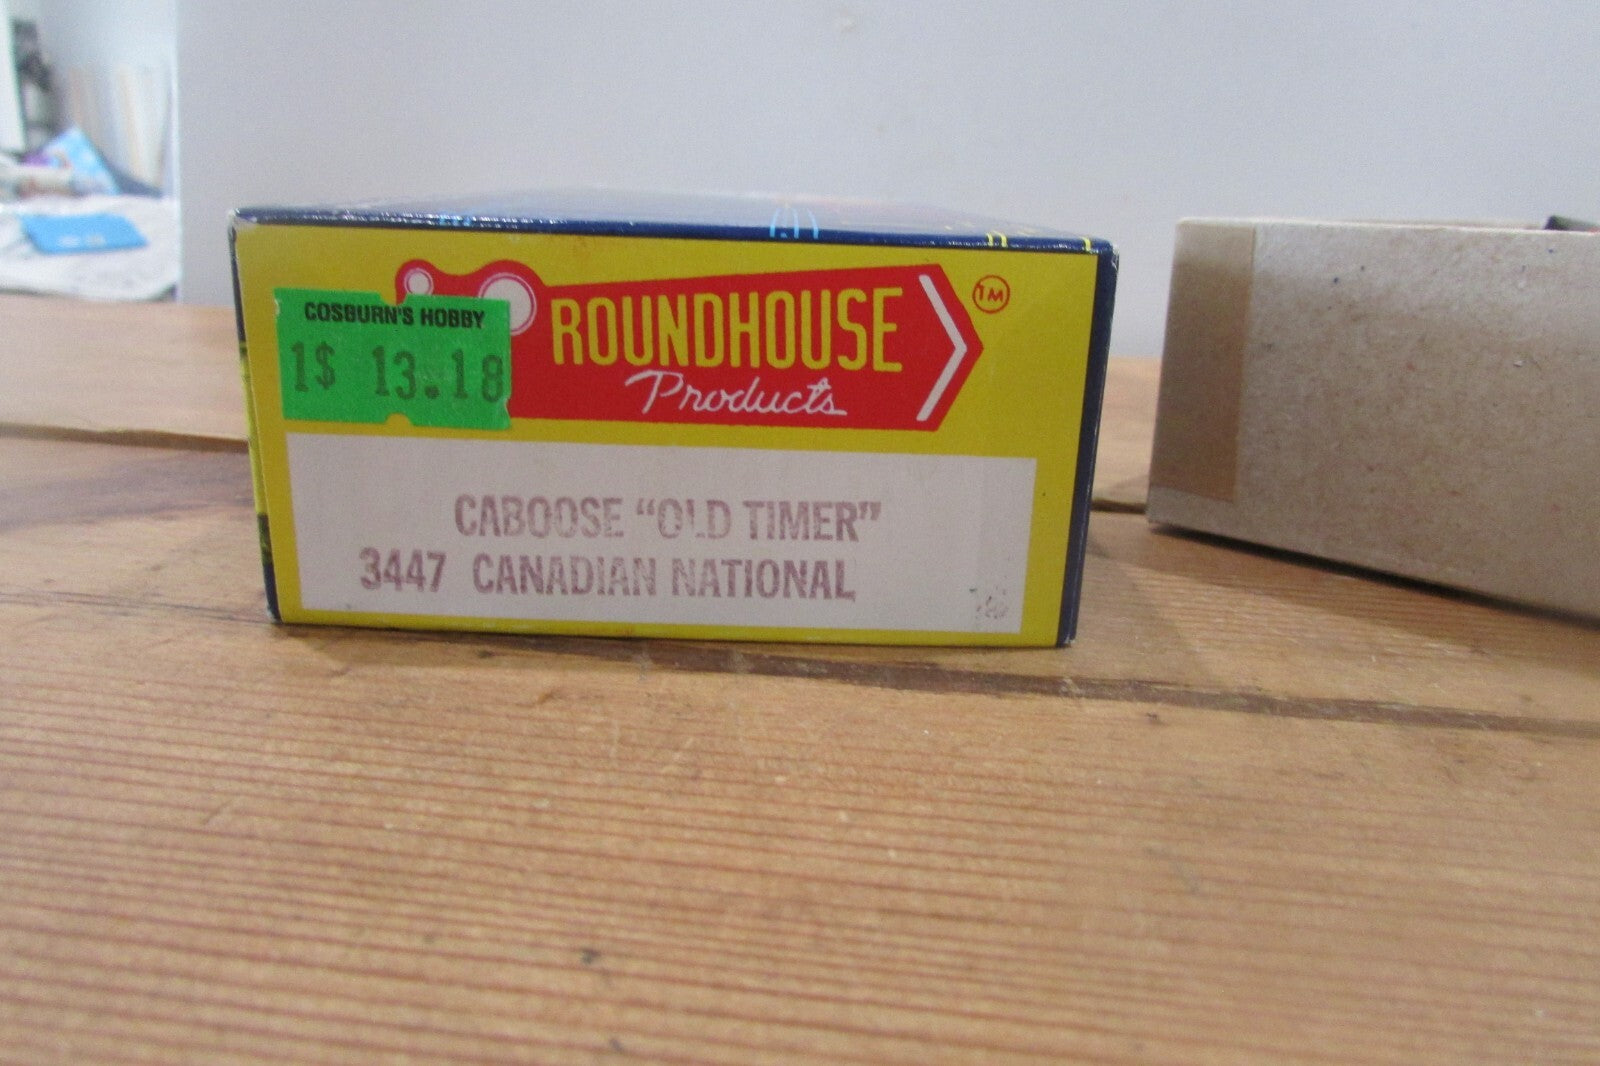 COSBURN'S HOBBY
1$ 13.18
ROUNDHOUSE
Products
TM
CABOOSE "OLD TIMER"
3447 CANADIAN NATIONAL